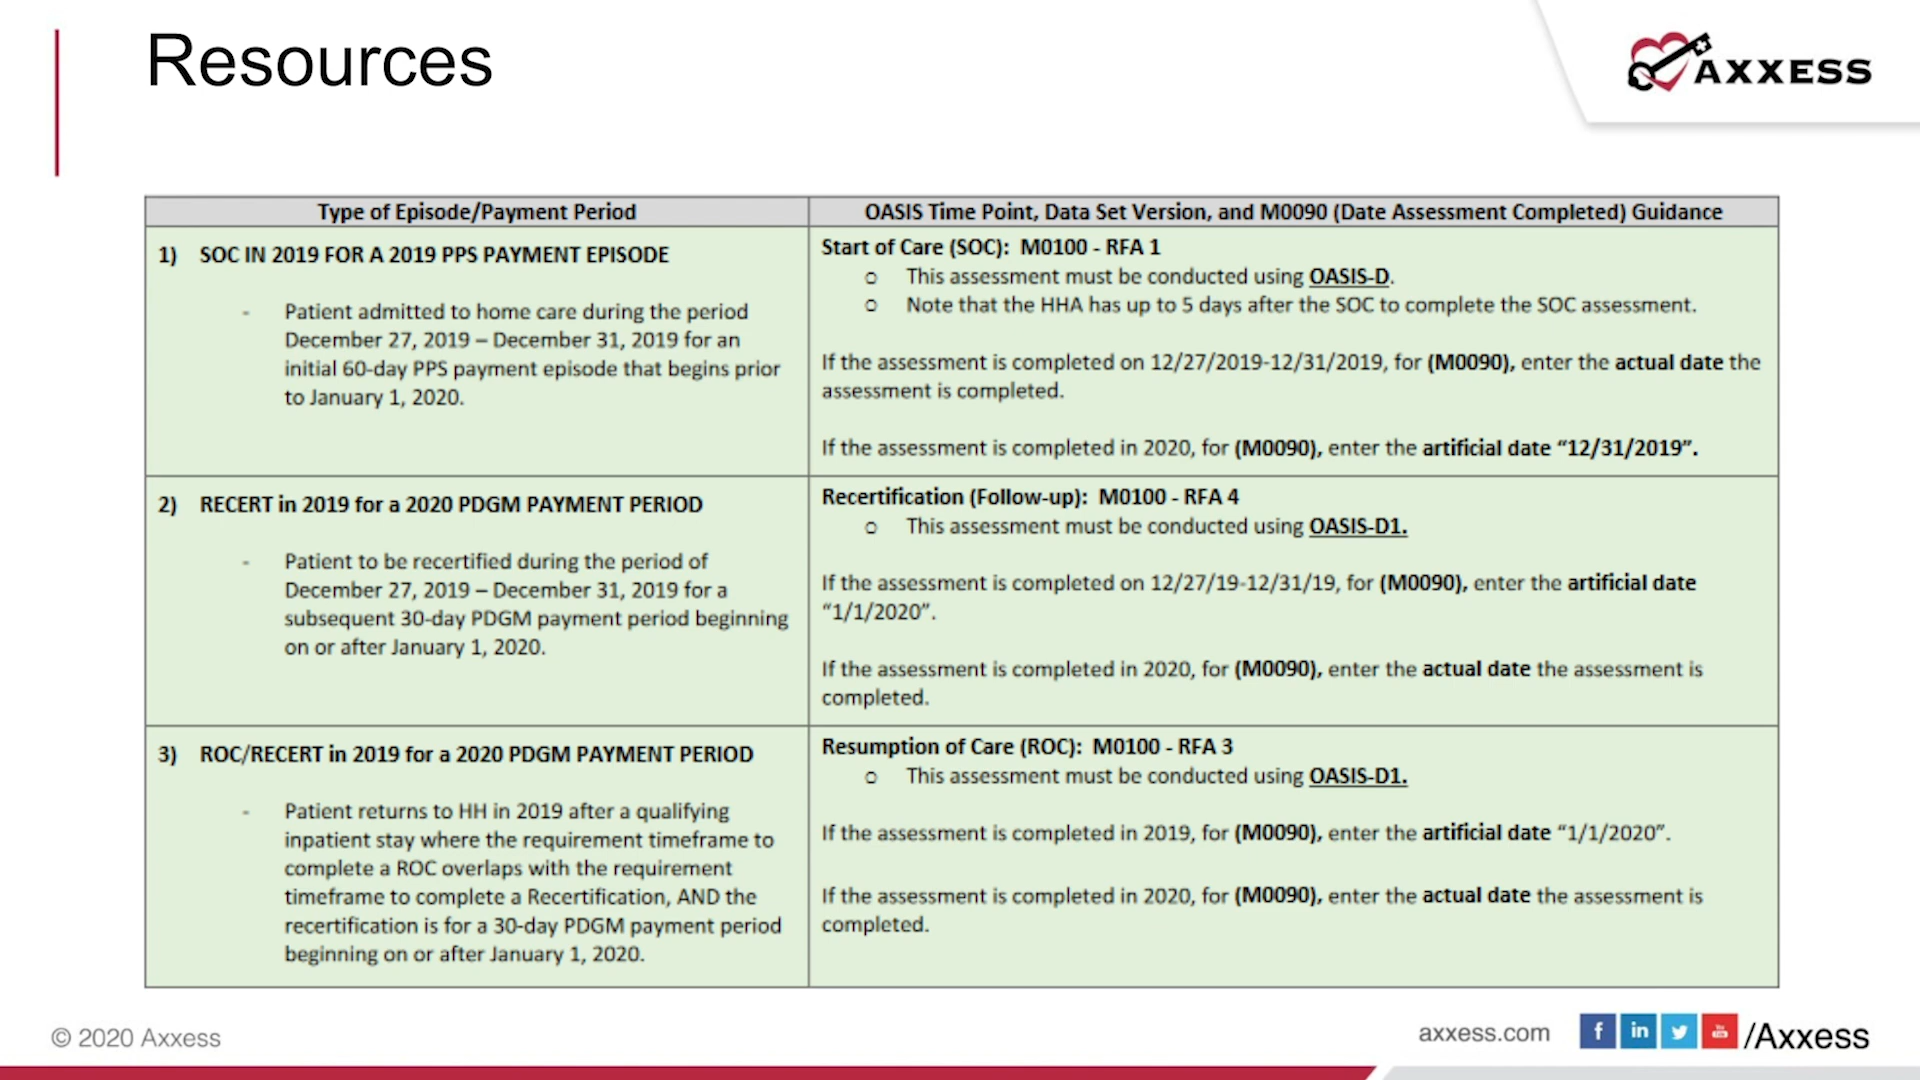 Resources
AXXESS
Type of Episode/Payment Period
OASIS Time Point, Data Set Version, and M0090 (Date Assessment Completed) Guidance
1) SOC IN 2019 FOR A 2019 PPS PAYMENT EPISODE
- Patient admitted to home care during the period
December 27, 2019 – December 31, 2019 for an
initial 60-day PPS payment episode that begins prior
to January 1, 2020.
Start of Care (SOC): M0100 - RFA 1
o This assessment must be conducted using OASIS-D.
o Note that the HHA has up to 5 days after the SOC to complete the SOC assessment.
If the assessment is completed on 12/27/2019-12/31/2019, for (M0090), enter the actual date the
assessment is completed.
If the assessment is completed in 2020, for (M0090), enter the artificial date “12/31/2019”.
2) RECERT in 2019 for a 2020 PDGM PAYMENT PERIOD
- Patient to be recertified during the period of
December 27, 2019 – December 31, 2019 for a
subsequent 30-day PDGM payment period beginning
on or after January 1, 2020.
Recertification (Follow-up): M0100 - RFA 4
o This assessment must be conducted using OASIS-D1.
If the assessment is completed on 12/27/19-12/31/19, for (M0090), enter the artificial date
“1/1/2020”.
If the assessment is completed in 2020, for (M0090), enter the actual date the assessment is
completed.
3) ROC/RECERT in 2019 for a 2020 PDGM PAYMENT PERIOD
- Patient returns to HH in 2019 after a qualifying
inpatient stay where the requirement timeframe to
complete a ROC overlaps with the requirement
timeframe to complete a Recertification, AND the
recertification is for a 30-day PDGM payment period
beginning on or after January 1, 2020.
Resumption of Care (ROC): M0100 - RFA 3
o This assessment must be conducted using OASIS-D1.
If the assessment is completed in 2019, for (M0090), enter the artificial date “1/1/2020”.
If the assessment is completed in 2020, for (M0090), enter the actual date the assessment is
completed.
© 2020 Axxess
axxess.com f in /Axxess